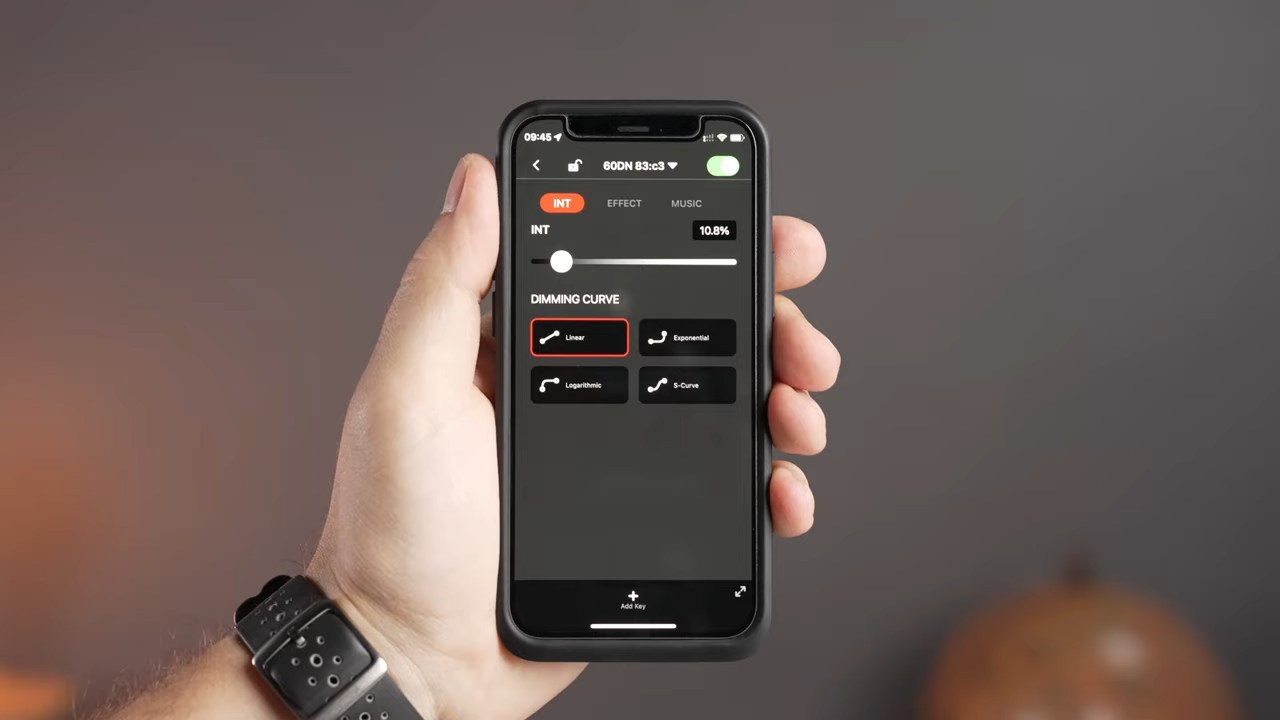 09:45
60DN 83:c3
INT EFFECT MUSIC
INT 10.8%
DIMMING CURVE
Linear Exponential
Logarithmic S-Curve
Add Key